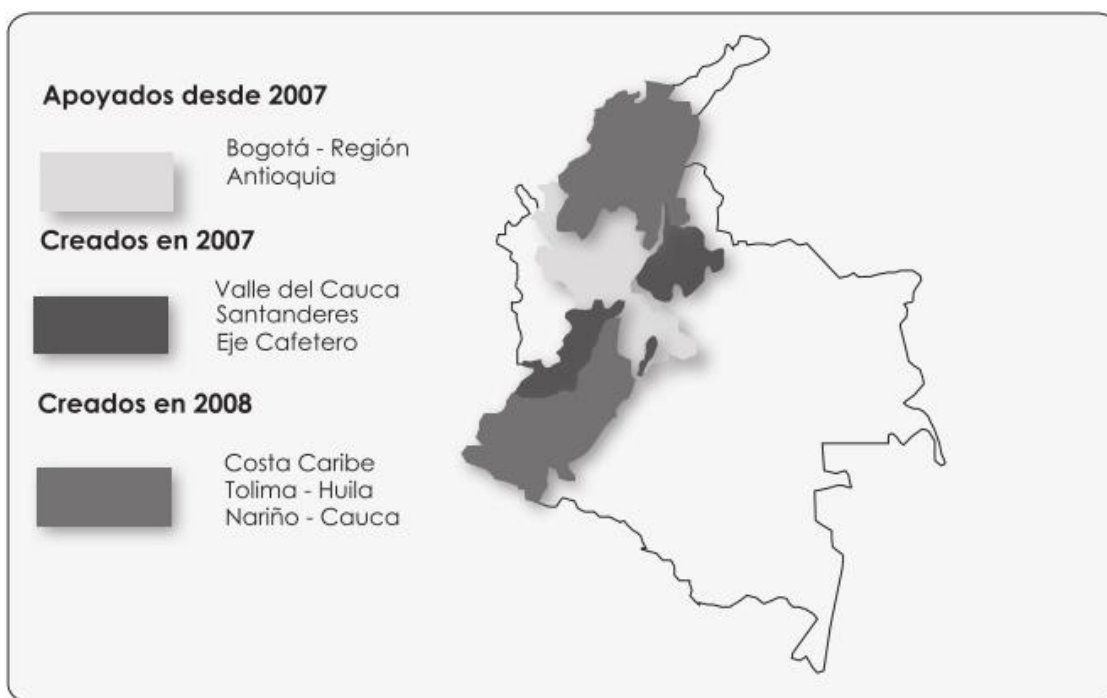 Apoyados desde 2007
Bogotá - Región
Antioquia
Creados en 2007
Valle del Cauca
Santanderes
Eje Cafetero
Creados en 2008
Costa Caribe
Tolima - Huila
Nariño - Cauca